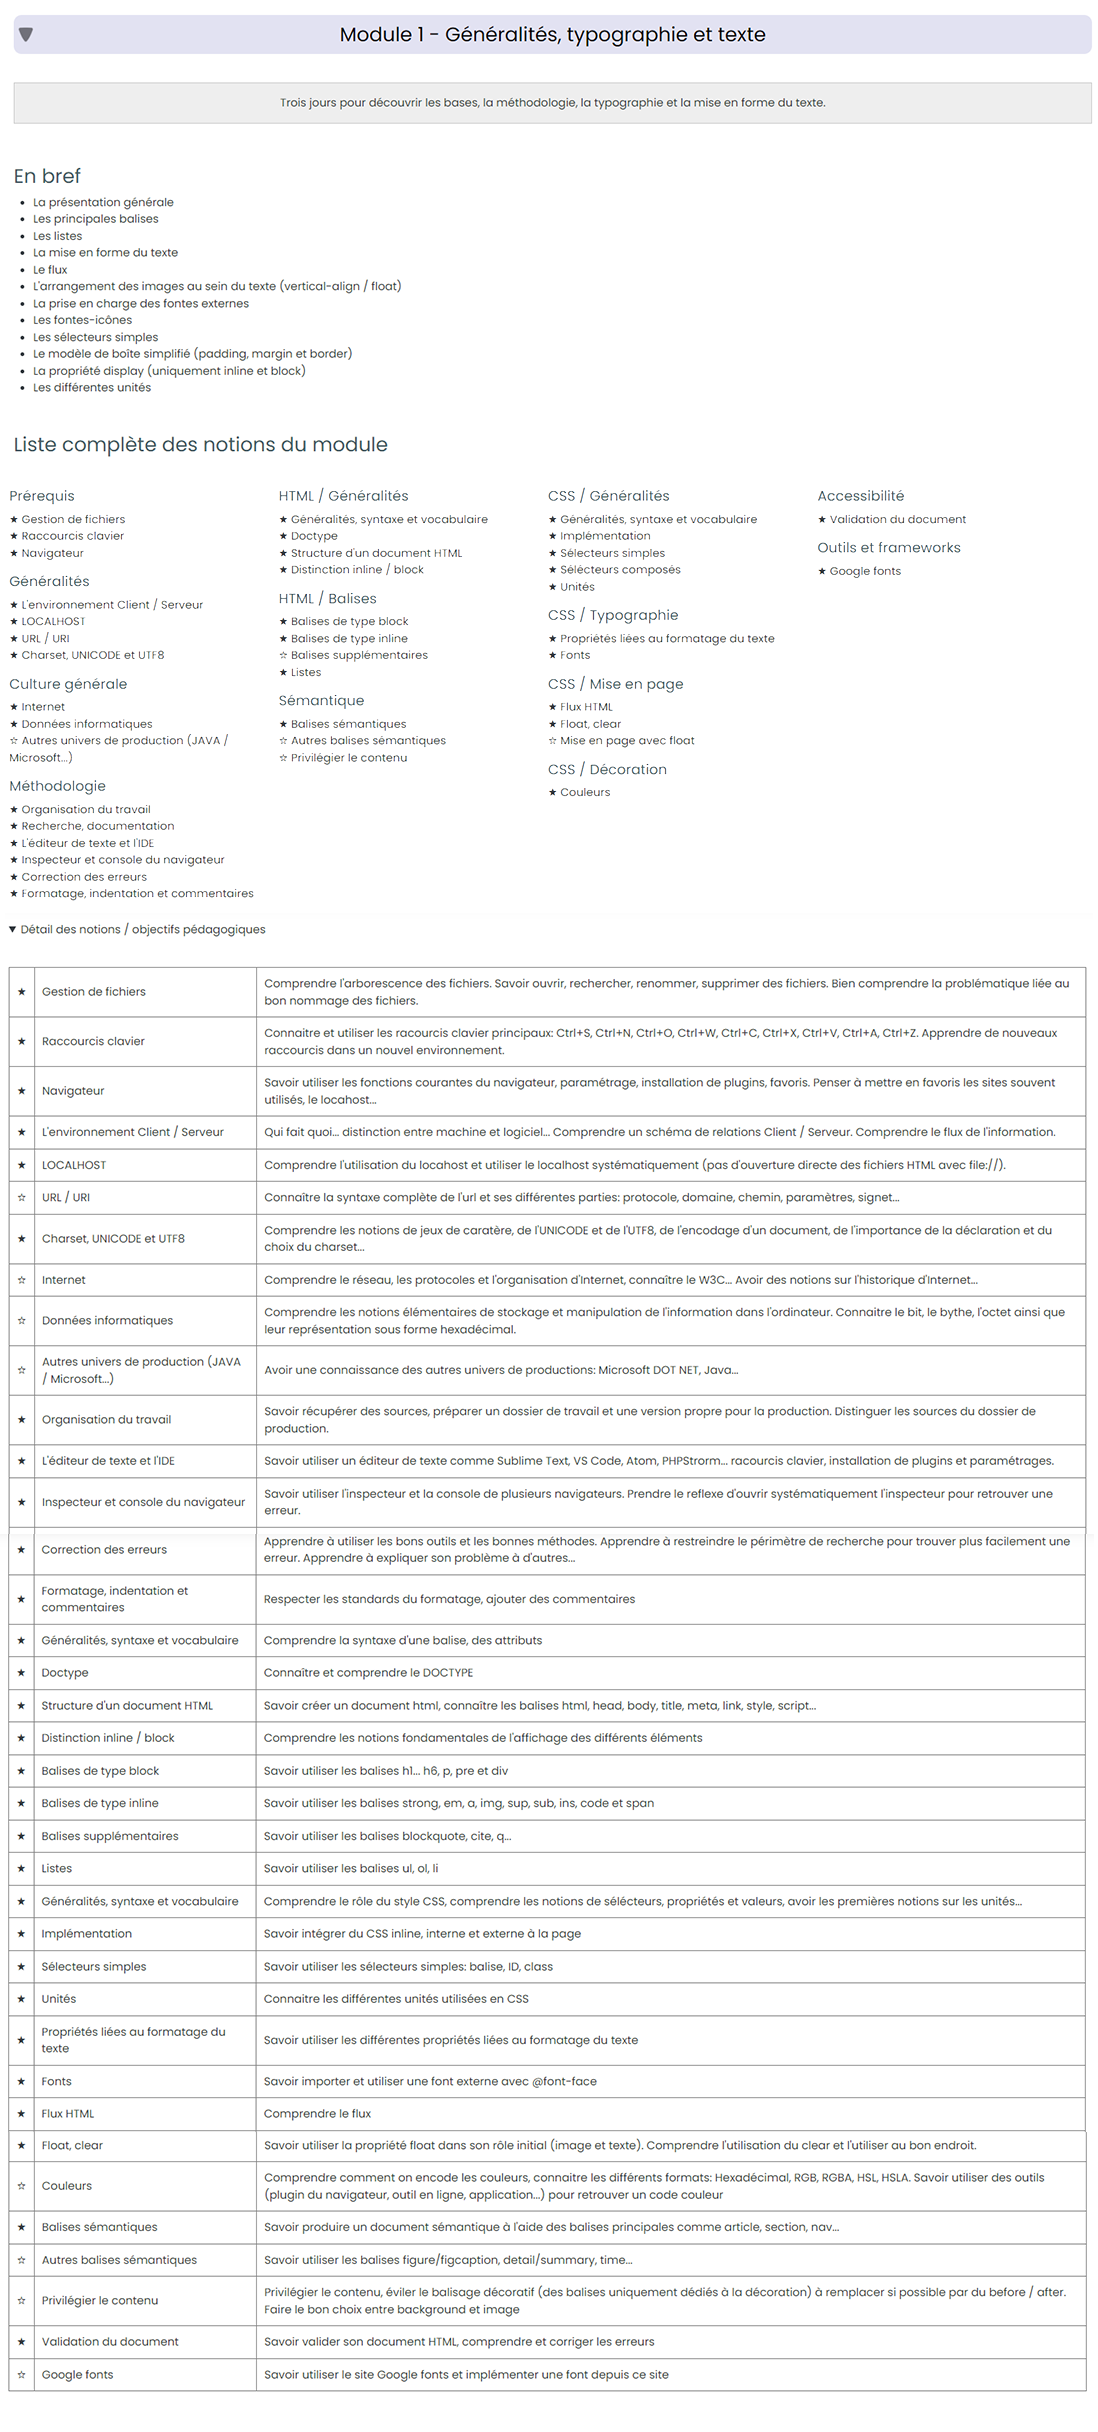 Module 1 - Généralités, typographie et texte
Trois jours pour découvrir les bases, la méthodologie, la typographie et la mise en forme du texte.
En bref
• La présentation générale
• Les principales balises
• Les listes
• La mise en forme du texte
• Le flux
• L'arrangement des images au sein du texte (vertical-align / float)
• La prise en charge des fontes externes
• Les fontes-icônes
• Les sélecteurs simples
• Le modèle de boîte simplifié (padding, margin et border)
• La propriété display (uniquement inline et block)
• Les différentes unités
Liste complète des notions du module
Prérequis
★ Gestion de fichiers
★ Raccourcis clavier
★ Navigateur
Généralités
★ L'environnement Client / Serveur
★ LOCALHOST
★ URL / URI
★ Charset, UNICODE et UTF8
Culture générale
★ Internet
★ Données informatiques
☆ Autres univers de production (JAVA /
Microsoft...)
Méthodologie
★ Organisation du travail
★ Recherche, documentation
★ L'éditeur de texte et l'IDE
★ Inspecteur et console du navigateur
★ Correction des erreurs
★ Formatage, indentation et commentaires
HTML / Généralités
★ Généralités, syntaxe et vocabulaire
★ Doctype
★ Structure d'un document HTML
★ Distinction inline / block
HTML / Balises
★ Balises de type block
★ Balises de type inline
☆ Balises supplémentaires
★ Listes
Sémantique
★ Balises sémantiques
☆ Autres balises sémantiques
☆ Privilégier le contenu
CSS / Généralités
★ Généralités, syntaxe et vocabulaire
★ Implémentation
★ Sélecteurs simples
★ Sélécteurs composés
★ Unités
CSS / Typographie
★ Propriétés liées au formatage du texte
★ Fonts
CSS / Mise en page
★ Flux HTML
★ Float, clear
☆ Mise en page avec float
CSS / Décoration
★ Couleurs
Accessibilité
★ Validation du document
Outils et frameworks
★ Google fonts
▼ Détail des notions / objectifs pédagogiques
★ Gestion de fichiers
Comprendre l'arborescence des fichiers. Savoir ouvrir, rechercher, renommer, supprimer des fichiers. Bien comprendre la problématique liée au
bon nommage des fichiers.
★ Raccourcis clavier
Connaitre et utiliser les racourcis clavier principaux: Ctrl+S, Ctrl+N, Ctrl+O, Ctrl+W, Ctrl+C, Ctrl+X, Ctrl+V, Ctrl+A, Ctrl+Z. Apprendre de nouveaux
raccourcis dans un nouvel environnement.
★ Navigateur
Savoir utiliser les fonctions courantes du navigateur, paramétrage, installation de plugins, favoris. Penser à mettre en favoris les sites souvent
utilisés, le locahost...
★ L'environnement Client / Serveur
Qui fait quoi... distinction entre machine et logiciel... Comprendre un schéma de relations Client / Serveur. Comprendre le flux de l'information.
★ LOCALHOST
Comprendre l'utilisation du locahost et utiliser le localhost systématiquement (pas d'ouverture directe des fichiers HTML avec file://).
☆ URL / URI
Connaître la syntaxe complète de l'url et ses différentes parties: protocole, domaine, chemin, paramètres, signet...
★ Charset, UNICODE et UTF8
Comprendre les notions de jeux de caratère, de l'UNICODE et de l'UTF8, de l'encodage d'un document, de l'importance de la déclaration et du
choix du charset...
☆ Internet
Comprendre le réseau, les protocoles et l'organisation d'Internet, connaître le W3C... Avoir des notions sur l'historique d'Internet...
☆ Données informatiques
Comprendre les notions élémentaires de stockage et manipulation de l'information dans l'ordinateur. Connaitre le bit, le bythe, l'octet ainsi que
leur représentation sous forme hexadécimal.
☆ Autres univers de production (JAVA
/ Microsoft...)
Avoir une connaissance des autres univers de productions: Microsoft DOT NET, Java...
★ Organisation du travail
Savoir récupérer des sources, préparer un dossier de travail et une version propre pour la production. Distinguer les sources du dossier de
production.
★ L'éditeur de texte et l'IDE
Savoir utiliser un éditeur de texte comme Sublime Text, VS Code, Atom, PHPStrorm... racourcis clavier, installation de plugins et paramétrages.
★ Inspecteur et console du navigateur
Savoir utiliser l'inspecteur et la console de plusieurs navigateurs. Prendre le reflexe d'ouvrir systématiquement l'inspecteur pour retrouver une
erreur.
★ Correction des erreurs
Apprendre à utiliser les bons outils et les bonnes méthodes. Apprendre à restreindre le périmètre de recherche pour trouver plus facilement une
erreur. Apprendre à expliquer son problème à d'autres...
★ Formatage, indentation et
commentaires
Respecter les standards du formatage, ajouter des commentaires
★ Généralités, syntaxe et vocabulaire
Comprendre la syntaxe d'une balise, des attributs
★ Doctype
Connaître et comprendre le DOCTYPE
★ Structure d'un document HTML
Savoir créer un document html, connaître les balises html, head, body, title, meta, link, style, script...
★ Distinction inline / block
Comprendre les notions fondamentales de l'affichage des différents éléments
★ Balises de type block
Savoir utiliser les balises h1... h6, p, pre et div
★ Balises de type inline
Savoir utiliser les balises strong, em, a, img, sup, sub, ins, code et span
★ Balises supplémentaires
Savoir utiliser les balises blockquote, cite, q...
★ Listes
Savoir utiliser les balises ul, ol, li
★ Généralités, syntaxe et vocabulaire
Comprendre le rôle du style CSS, comprendre les notions de sélécteurs, propriétés et valeurs, avoir les premières notions sur les unités...
★ Implémentation
Savoir intégrer du CSS inline, interne et externe à la page
★ Sélecteurs simples
Savoir utiliser les sélecteurs simples: balise, ID, class
★ Unités
Connaitre les différentes unités utilisées en CSS
★ Propriétés liées au formatage du
texte
Savoir utiliser les différentes propriétés liées au formatage du texte
★ Fonts
Savoir importer et utiliser une font externe avec @font-face
★ Flux HTML
Comprendre le flux
★ Float, clear
Savoir utiliser la propriété float dans son rôle initial (image et texte). Comprendre l'utilisation du clear et l'utiliser au bon endroit.
☆ Couleurs
Comprendre comment on encode les couleurs, connaitre les différents formats: Hexadécimal, RGB, RGBA, HSL, HSLA. Savoir utiliser des outils
(plugin du navigateur, outil en ligne, application...) pour retrouver un code couleur
★ Balises sémantiques
Savoir produire un document sémantique à l'aide des balises principales comme article, section, nav...
☆ Autres balises sémantiques
Savoir utiliser les balises figure/figcaption, detail/summary, time...
☆ Privilégier le contenu
Privilégier le contenu, éviler le balisage décoratif (des balises uniquement dédiés à la décoration) à remplacer si possible par du before / after.
Faire le bon choix entre background et image
★ Validation du document
Savoir valider son document HTML, comprendre et corriger les erreurs
☆ Google fonts
Savoir utiliser le site Google fonts et implémenter une font depuis ce site